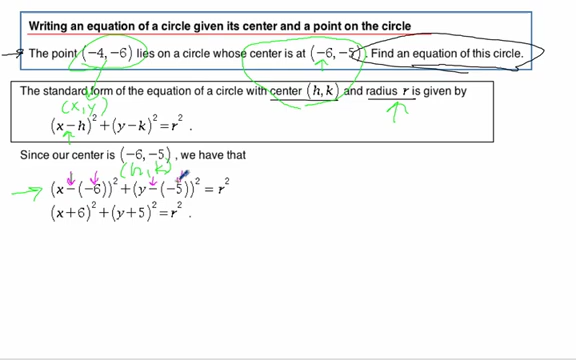 Writing an equation of a circle given its center and a point on the circle
The point (−4, −6) lies on a circle whose center is at (−6, −5). Find an equation of this circle.
The standard form of the equation of a circle with center (h, k) and radius r is given by
(x, y)
(x−h)²+(y−k)²=r² .
Since our center is (−6, −5), we have that
(h, k)
(x−(−6))²+(y−(−5))²=r²
(x+6)²+(y+5)²=r² .